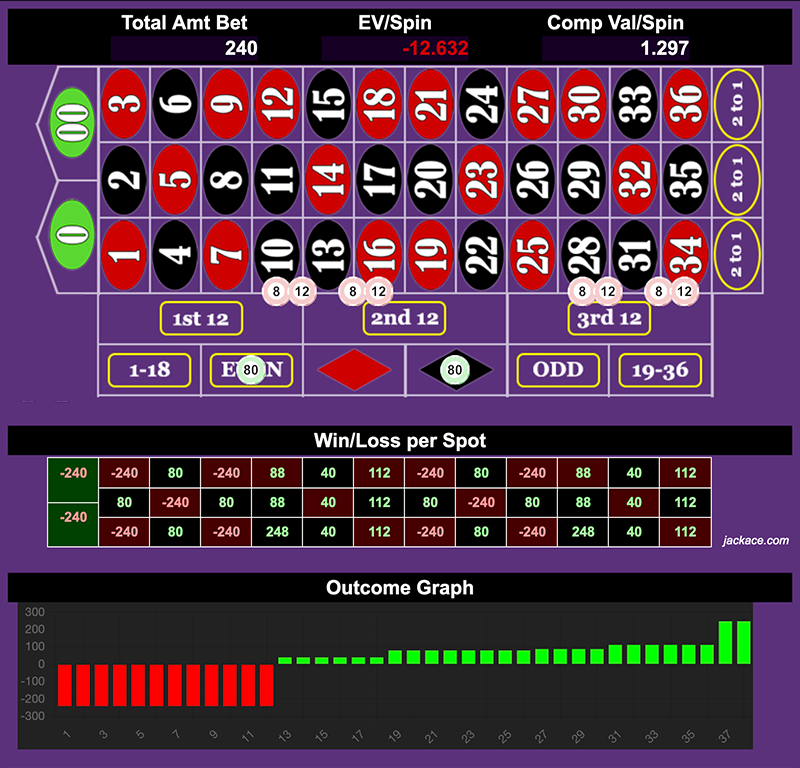 Total Amt Bet EV/Spin Comp Val/Spin
240 -12.632 1.297
00 3 6 9 12 15 18 21 24 27 30 33 36 2 to 1
2 5 8 11 14 17 20 23 26 29 32 35 2 to 1
0 1 4 7 10 13 16 19 22 25 28 31 34 2 to 1
8 12 8 12 8 12 8 12
1st 12 2nd 12 3rd 12
1-18 80 80 ODD 19-36
Win/Loss per Spot
-240 -240 80 -240 88 40 112 -240 80 -240 88 40 112
80 -240 80 88 40 112 80 -240 80 88 40 112
-240 -240 80 -240 248 40 112 -240 80 -240 248 40 112
jackace.com
Outcome Graph
300
200
100
0
-100
-200
-300
1 3 5 7 9 11 13 15 17 19 21 23 25 27 29 31 33 35 37